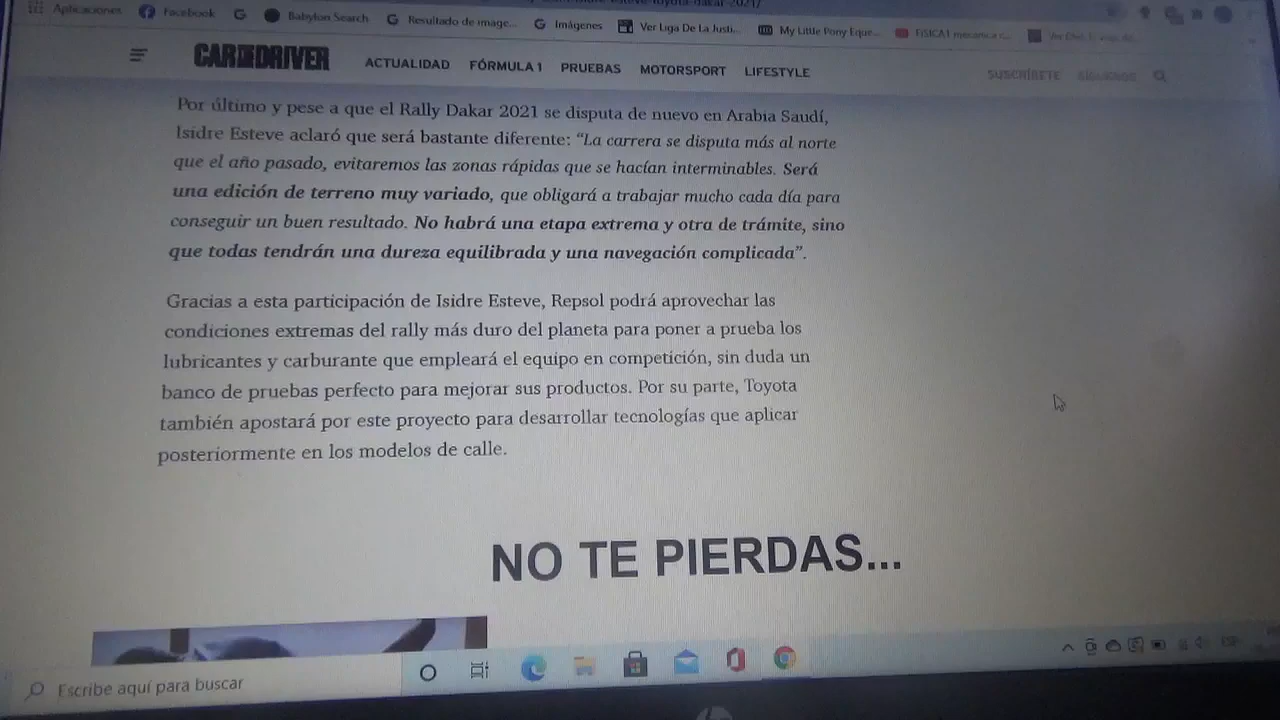 Aplicaciones Facebook Babylon Search Resultado de image... Imágenes Ver Liga De La Justi... My Little Pony Eque...
CAR AND DRIVER ACTUALIDAD FÓRMULA 1 PRUEBAS MOTORSPORT LIFESTYLE SUSCRÍBETE SÍGUENOS
Por último y pese a que el Rally Dakar 2021 se disputa de nuevo en Arabia Saudí,
Isidre Esteve aclaró que será bastante diferente: “La carrera se disputa más al norte
que el año pasado, evitaremos las zonas rápidas que se hacían interminables. Será
una edición de terreno muy variado, que obligará a trabajar mucho cada día para
conseguir un buen resultado. No habrá una etapa extrema y otra de trámite, sino
que todas tendrán una dureza equilibrada y una navegación complicada”.
Gracias a esta participación de Isidre Esteve, Repsol podrá aprovechar las
condiciones extremas del rally más duro del planeta para poner a prueba los
lubricantes y carburante que empleará el equipo en competición, sin duda un
banco de pruebas perfecto para mejorar sus productos. Por su parte, Toyota
también apostará por este proyecto para desarrollar tecnologías que aplicar
posteriormente en los modelos de calle.
NO TE PIERDAS...
Escribe aquí para buscar